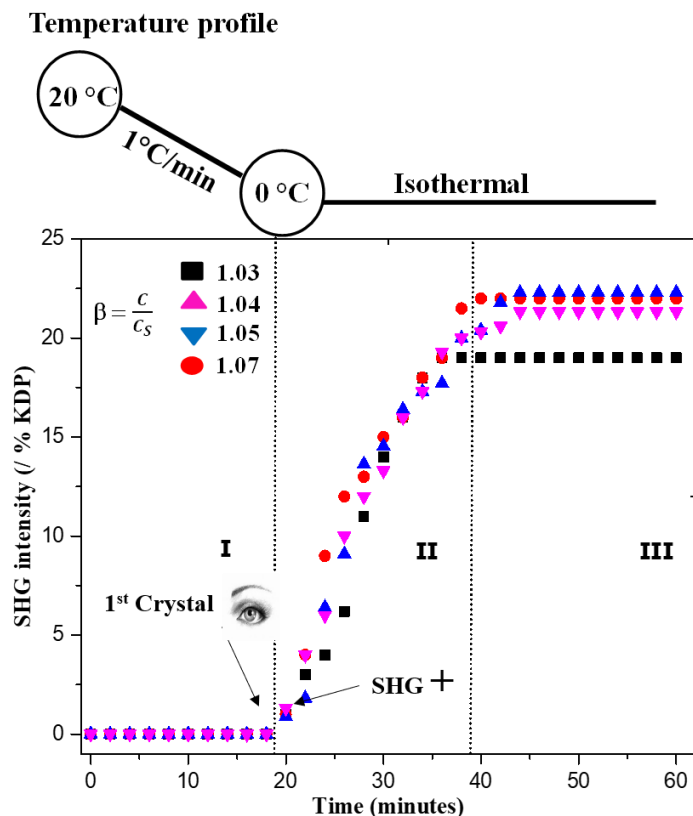 Temperature profile
20 °C
1°C/min
0 °C
Isothermal
25
20
15
10
5
0
SHG intensity (/ % KDP)
β = c/cS
1.03
1.04
1.05
1.07
I
II
III
1st Crystal
SHG +
0 10 20 30 40 50 60
Time (minutes)